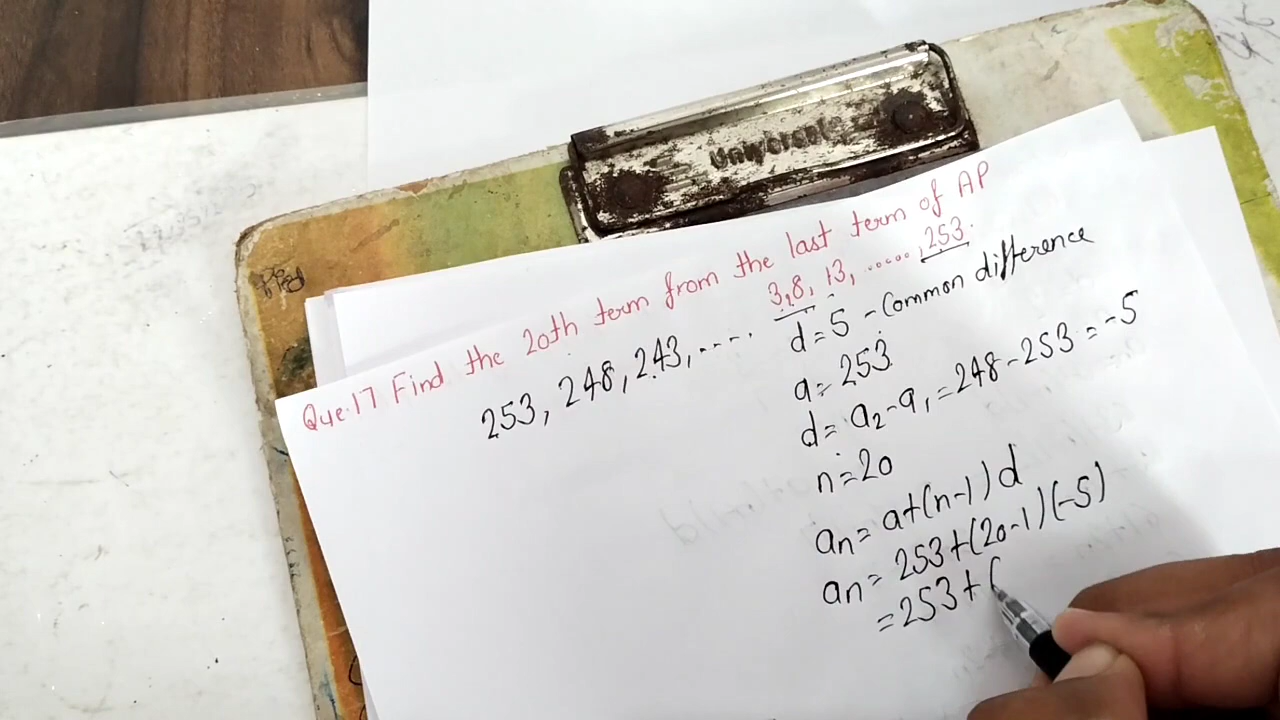 Que.17 Find the 20th term from the last term of AP
3,8, 13, ......,253.
253, 248, 243, ....
d=5 - Common difference
a= 253
d= a2-a1 = 248-253 = -5
n=20
an= a+(n-1)d
an= 253+(20-1)(-5)
=253+(